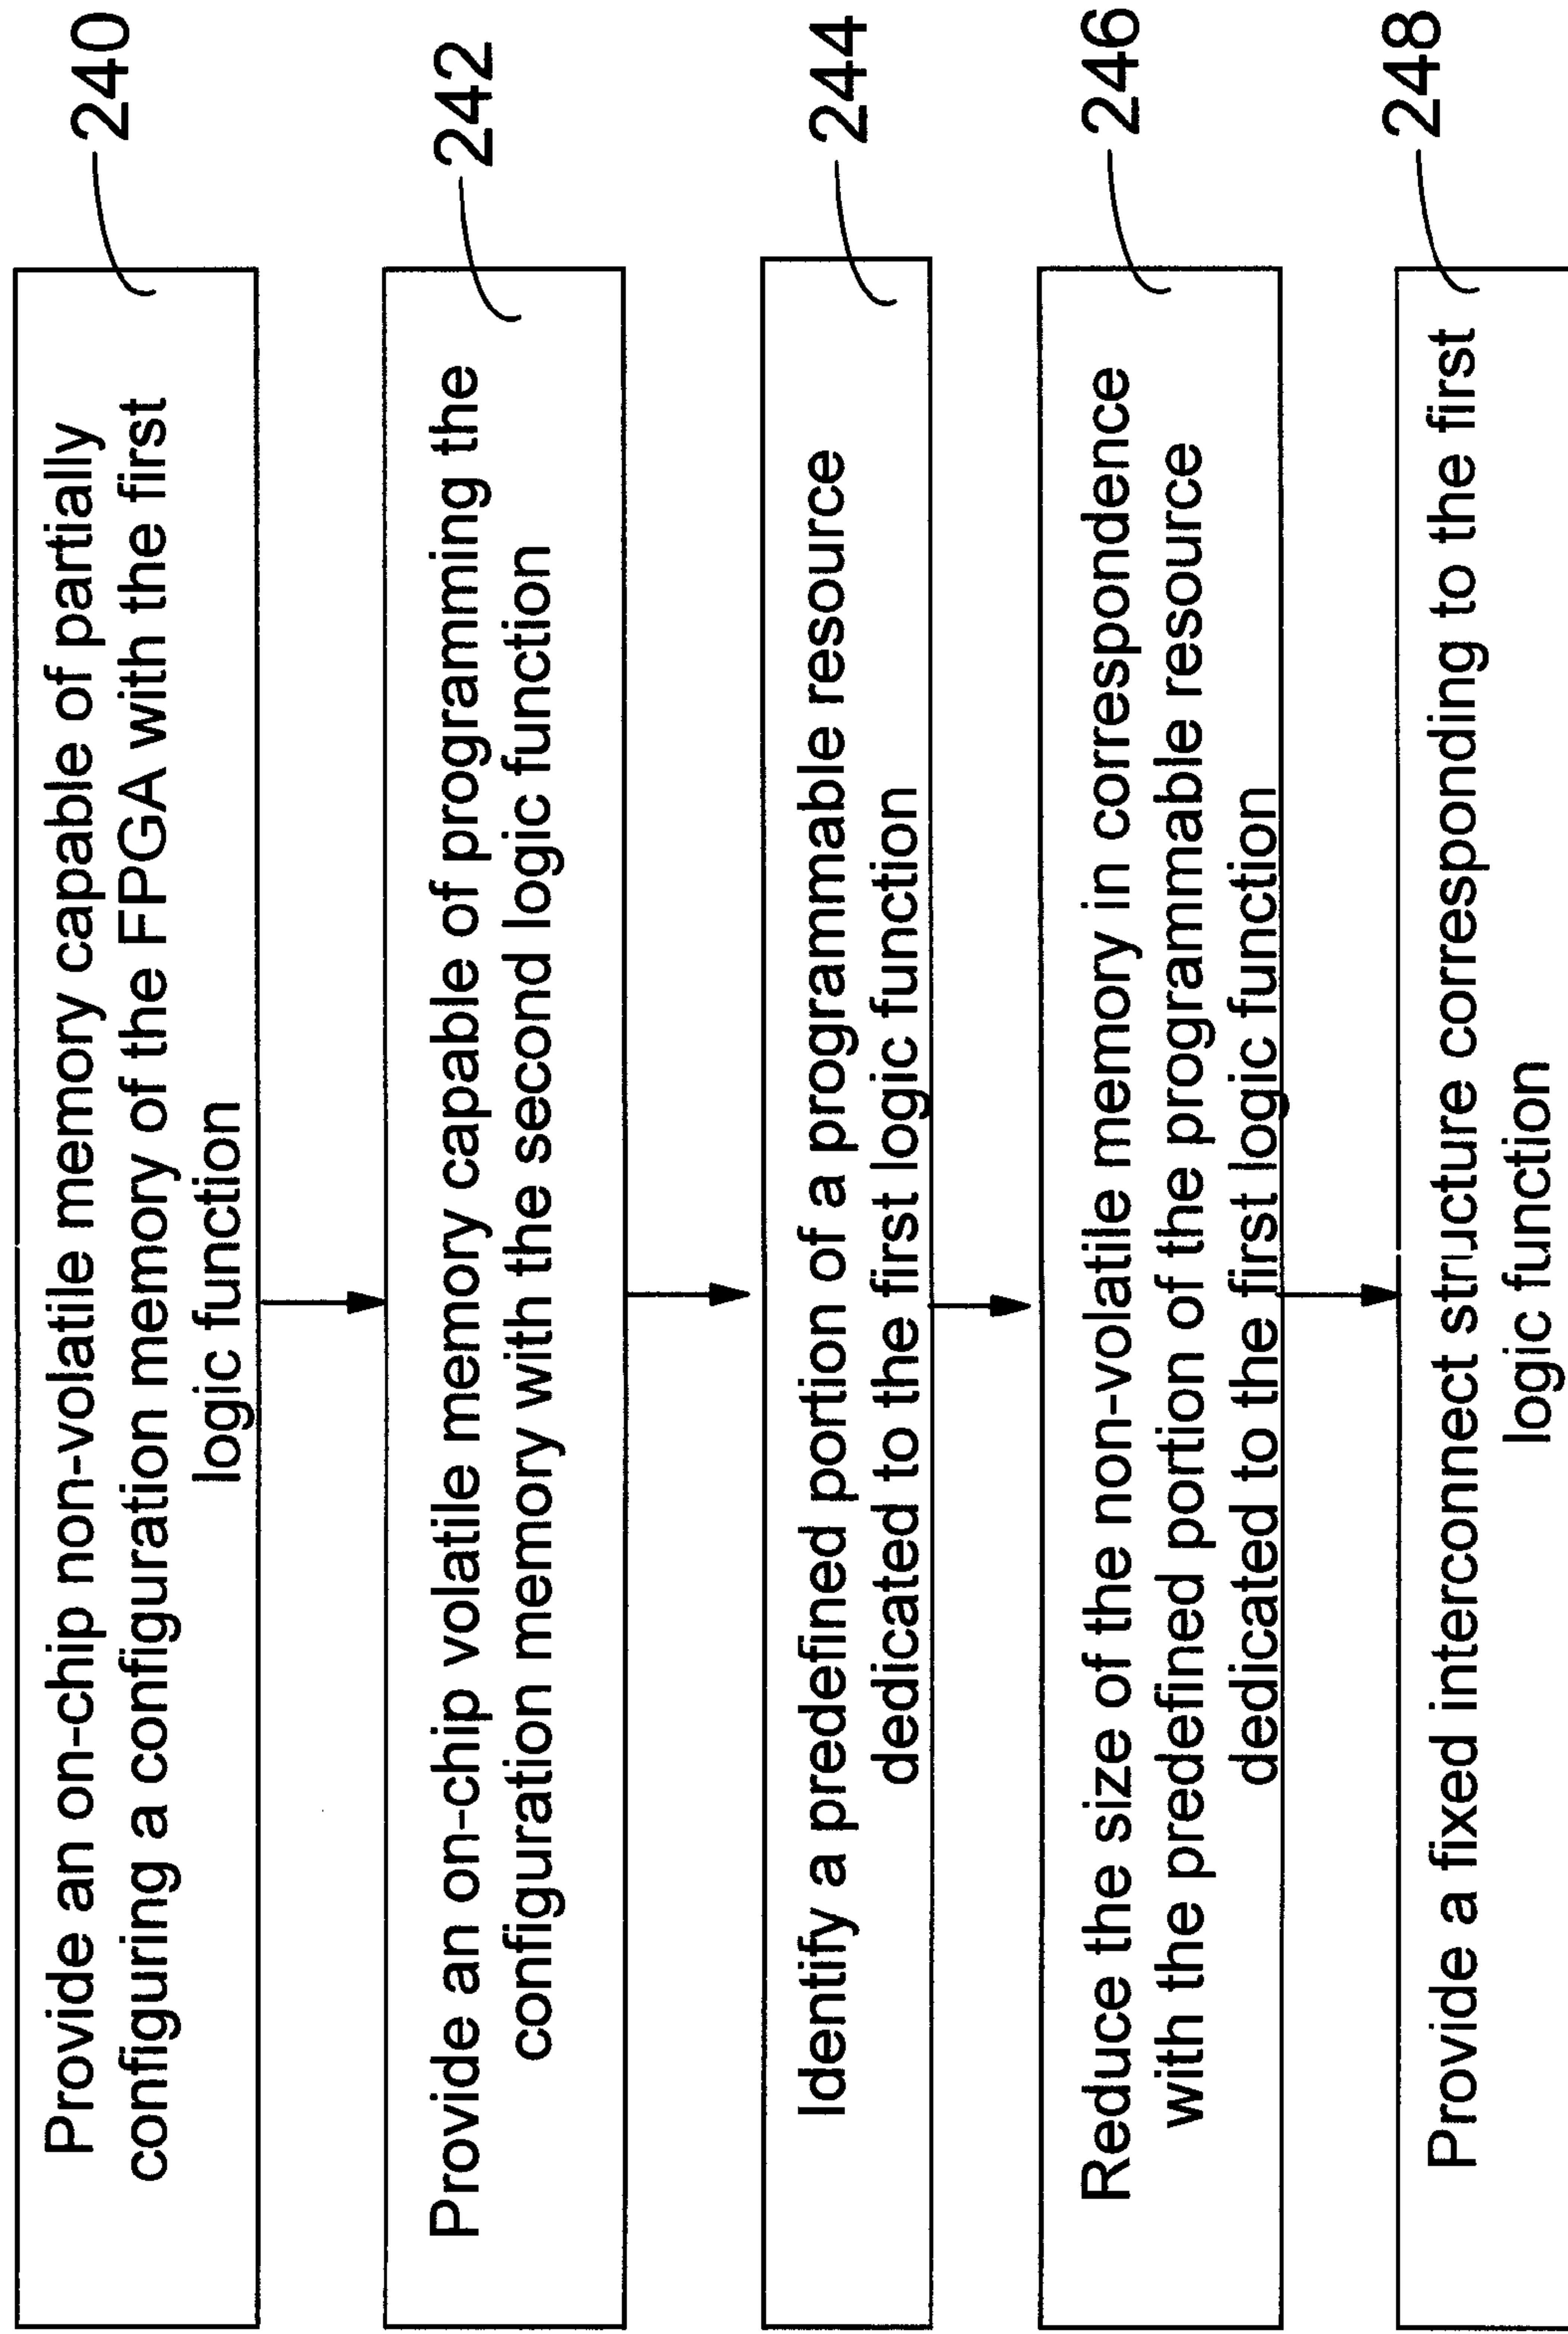 240
Provide an on-chip non-volatile memory capable of partially
configuring a configuration memory of the FPGA with the first
logic function
242
Provide an on-chip volatile memory capable of programming the
configuration memory with the second logic function
244
Identify a predefined portion of a programmable resource
dedicated to the first logic function
246
Reduce the size of the non-volatile memory in correspondence
with the predefined portion of the programmable resource
dedicated to the first logic function
248
Provide a fixed interconnect structure corresponding to the first
logic function